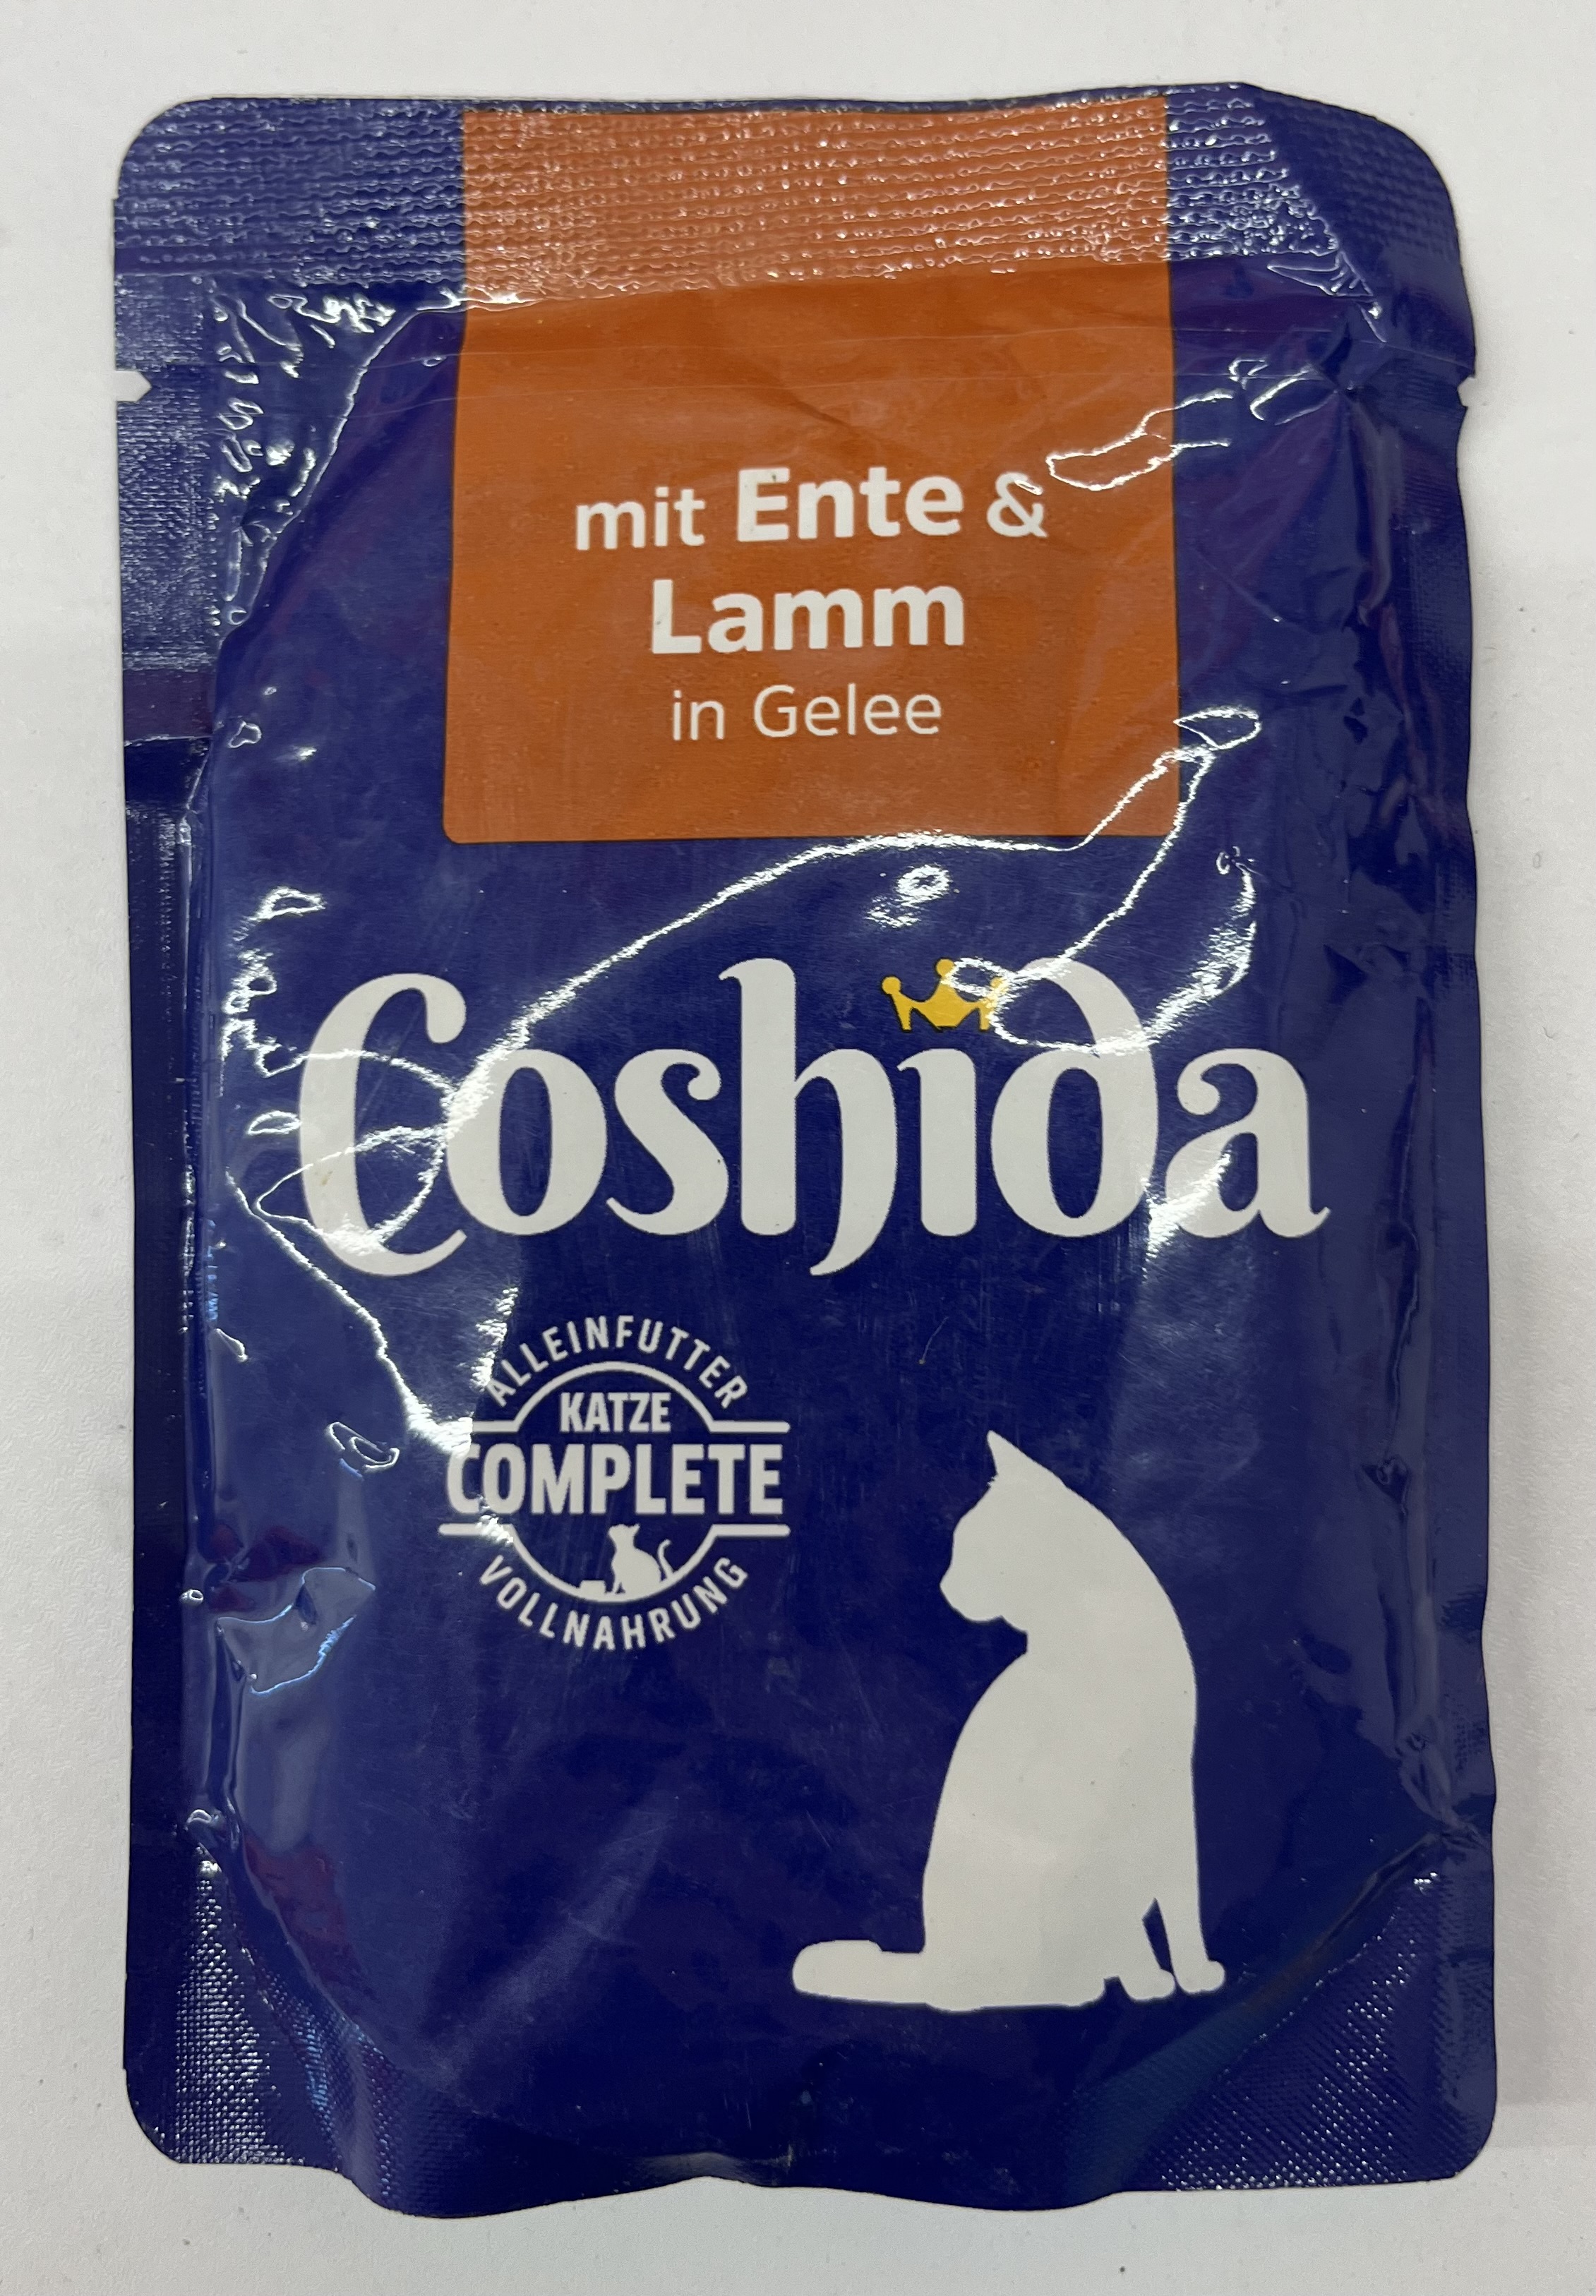 mit Ente &
Lamm
in Gelee
Coshida
ALLEINFUTTER
KATZE
COMPLETE
VOLLNAHRUNG